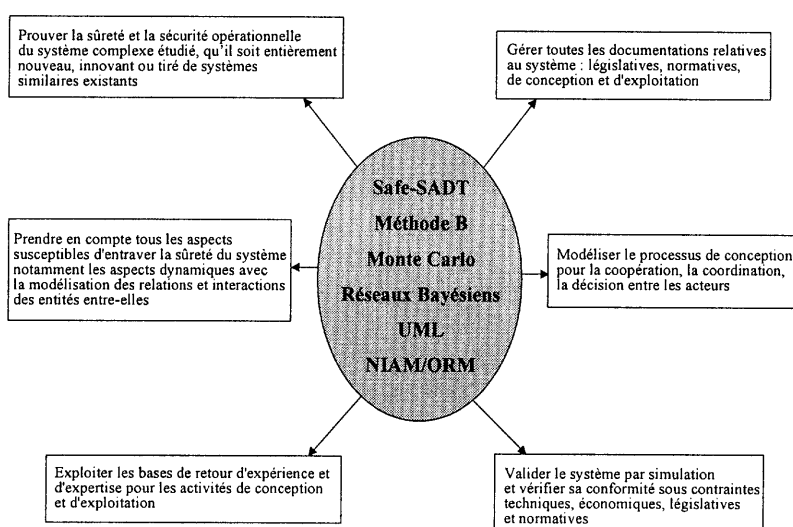 Prouver la sûreté et la sécurité opérationnelle
du système complexe étudié, qu'il soit entièrement
nouveau, innovant ou tiré de systèmes
similaires existants
Gérer toutes les documentations relatives
au système : législatives, normatives,
de conception et d'exploitation
Safe-SADT
Méthode B
Monte Carlo
Réseaux Bayésiens
UML
NIAM/ORM
Prendre en compte tous les aspects
susceptibles d'entraver la sûreté du système
notamment les aspects dynamiques avec
la modélisation des relations et interactions
des entités entre-elles
Modéliser le processus de conception
pour la coopération, la coordination,
la décision entre les acteurs
Exploiter les bases de retour d'expérience et
d'expertise pour les activités de conception
et d'exploitation
Valider le système par simulation
et vérifier sa conformité sous contraintes
techniques, économiques, législatives
et normatives